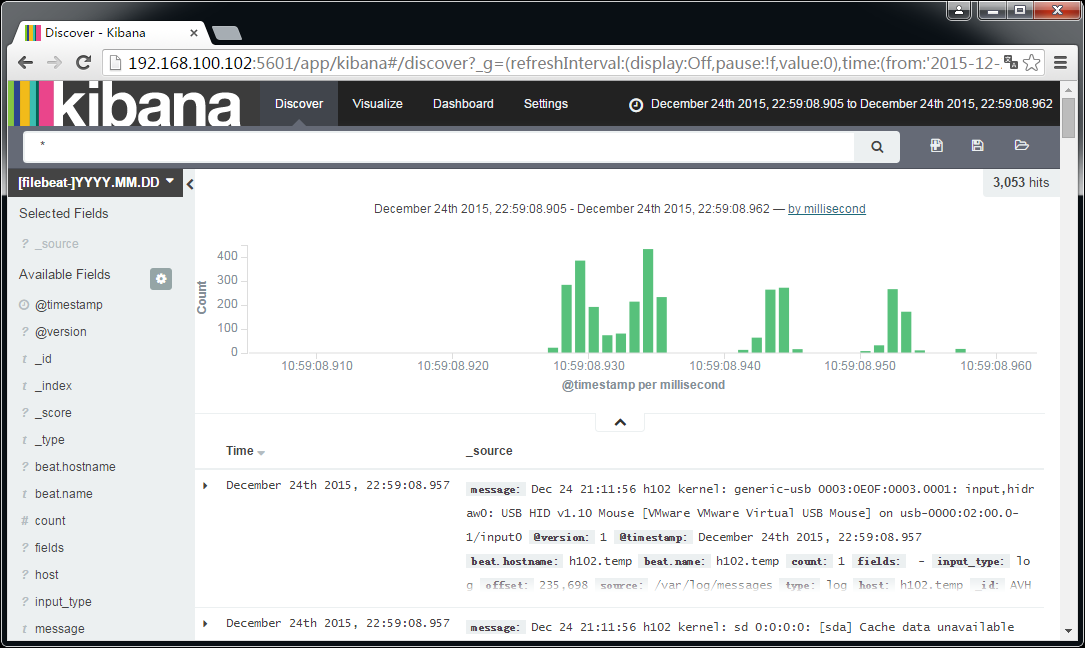 Discover - Kibana
192.168.100.102:5601/app/kibana#/discover?_g=(refreshInterval:(display:Off,pause:!f,value:0),time:(from:'2015-12-
kibana Discover Visualize Dashboard Settings December 24th 2015, 22:59:08.905 to December 24th 2015, 22:59:08.962
*
[filebeat-]YYYY.MM.DD
3,053 hits
Selected Fields
? _source
Available Fields
@timestamp
? @version
t _id
t _index
? _score
t _type
? beat.hostname
t beat.name
# count
? fields
? host
? input_type
t message
December 24th 2015, 22:59:08.905 - December 24th 2015, 22:59:08.962 — by millisecond
Count
400
300
200
100
0
10:59:08.910 10:59:08.920 10:59:08.930 10:59:08.940 10:59:08.950 10:59:08.960
@timestamp per millisecond
Time _source
December 24th 2015, 22:59:08.957 message: Dec 24 21:11:56 h102 kernel: generic-usb 0003:0E0F:0003.0001: input,hidr
aw0: USB HID v1.10 Mouse [VMware VMware Virtual USB Mouse] on usb-0000:02:00.0-
1/input0 @version: 1 @timestamp: December 24th 2015, 22:59:08.957
beat.hostname: h102.temp beat.name: h102.temp count: 1 fields: - input_type: lo
g offset: 235,698 source: /var/log/messages type: log host: h102.temp _id: AVH
December 24th 2015, 22:59:08.957 message: Dec 24 21:11:56 h102 kernel: sd 0:0:0:0: [sda] Cache data unavailable